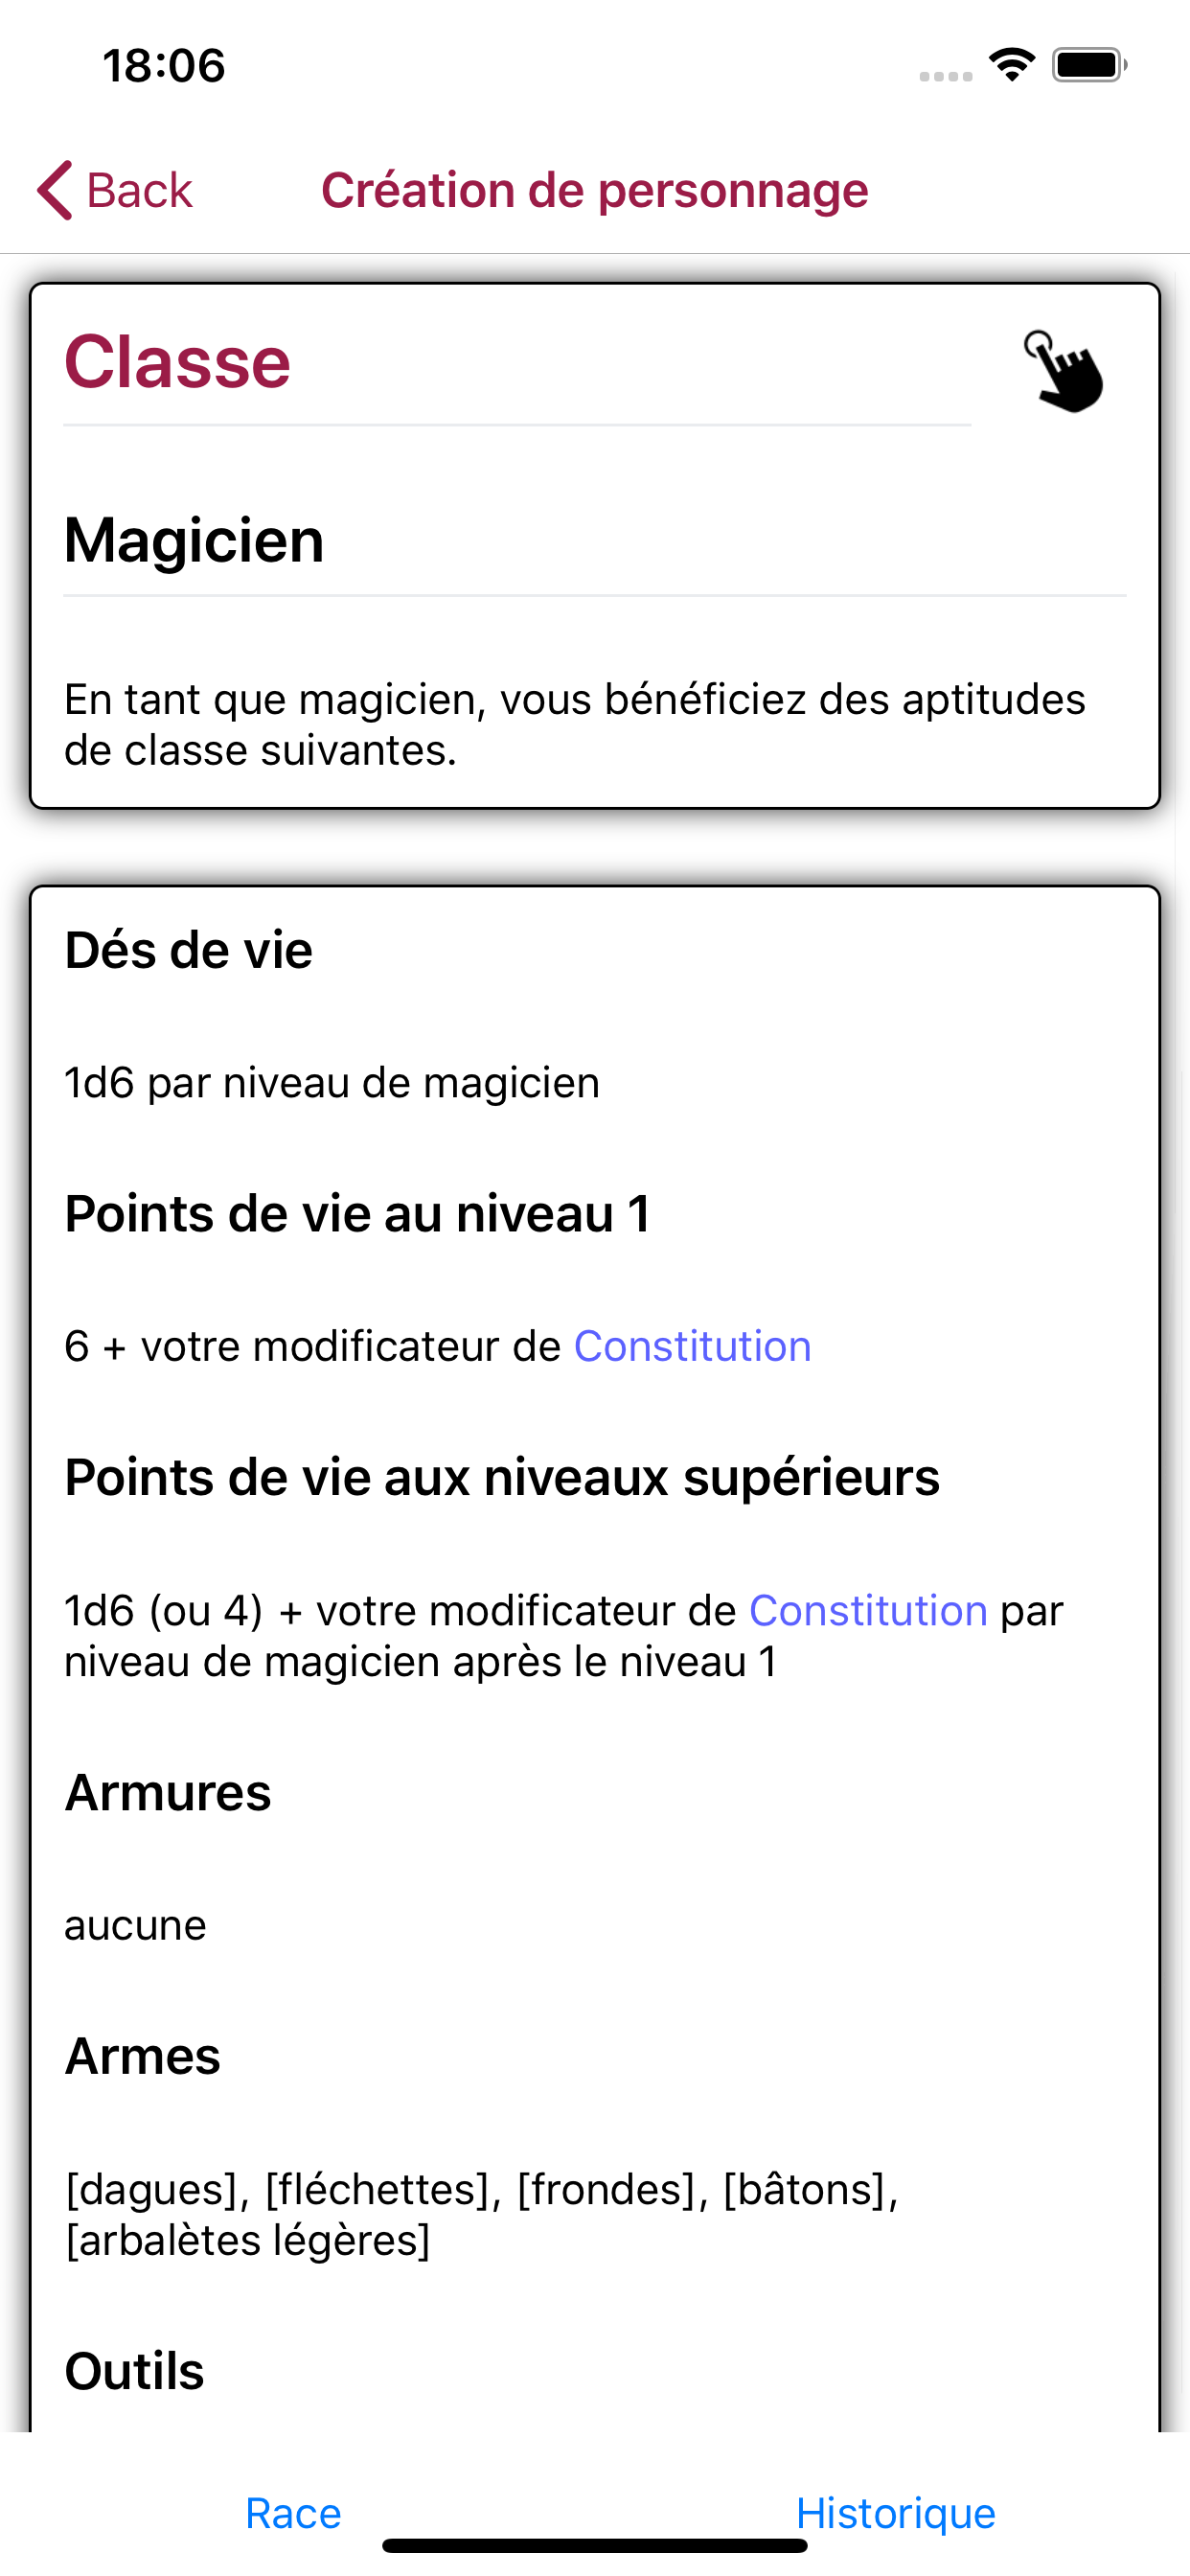 18:06
Back
Création de personnage
Classe
Magicien
En tant que magicien, vous bénéficiez des aptitudes
de classe suivantes.
Dés de vie
1d6 par niveau de magicien
Points de vie au niveau 1
6 + votre modificateur de Constitution
Points de vie aux niveaux supérieurs
1d6 (ou 4) + votre modificateur de Constitution par
niveau de magicien après le niveau 1
Armures
aucune
Armes
[dagues], [fléchettes], [frondes], [bâtons],
[arbalètes légères]
Outils
Race
Historique